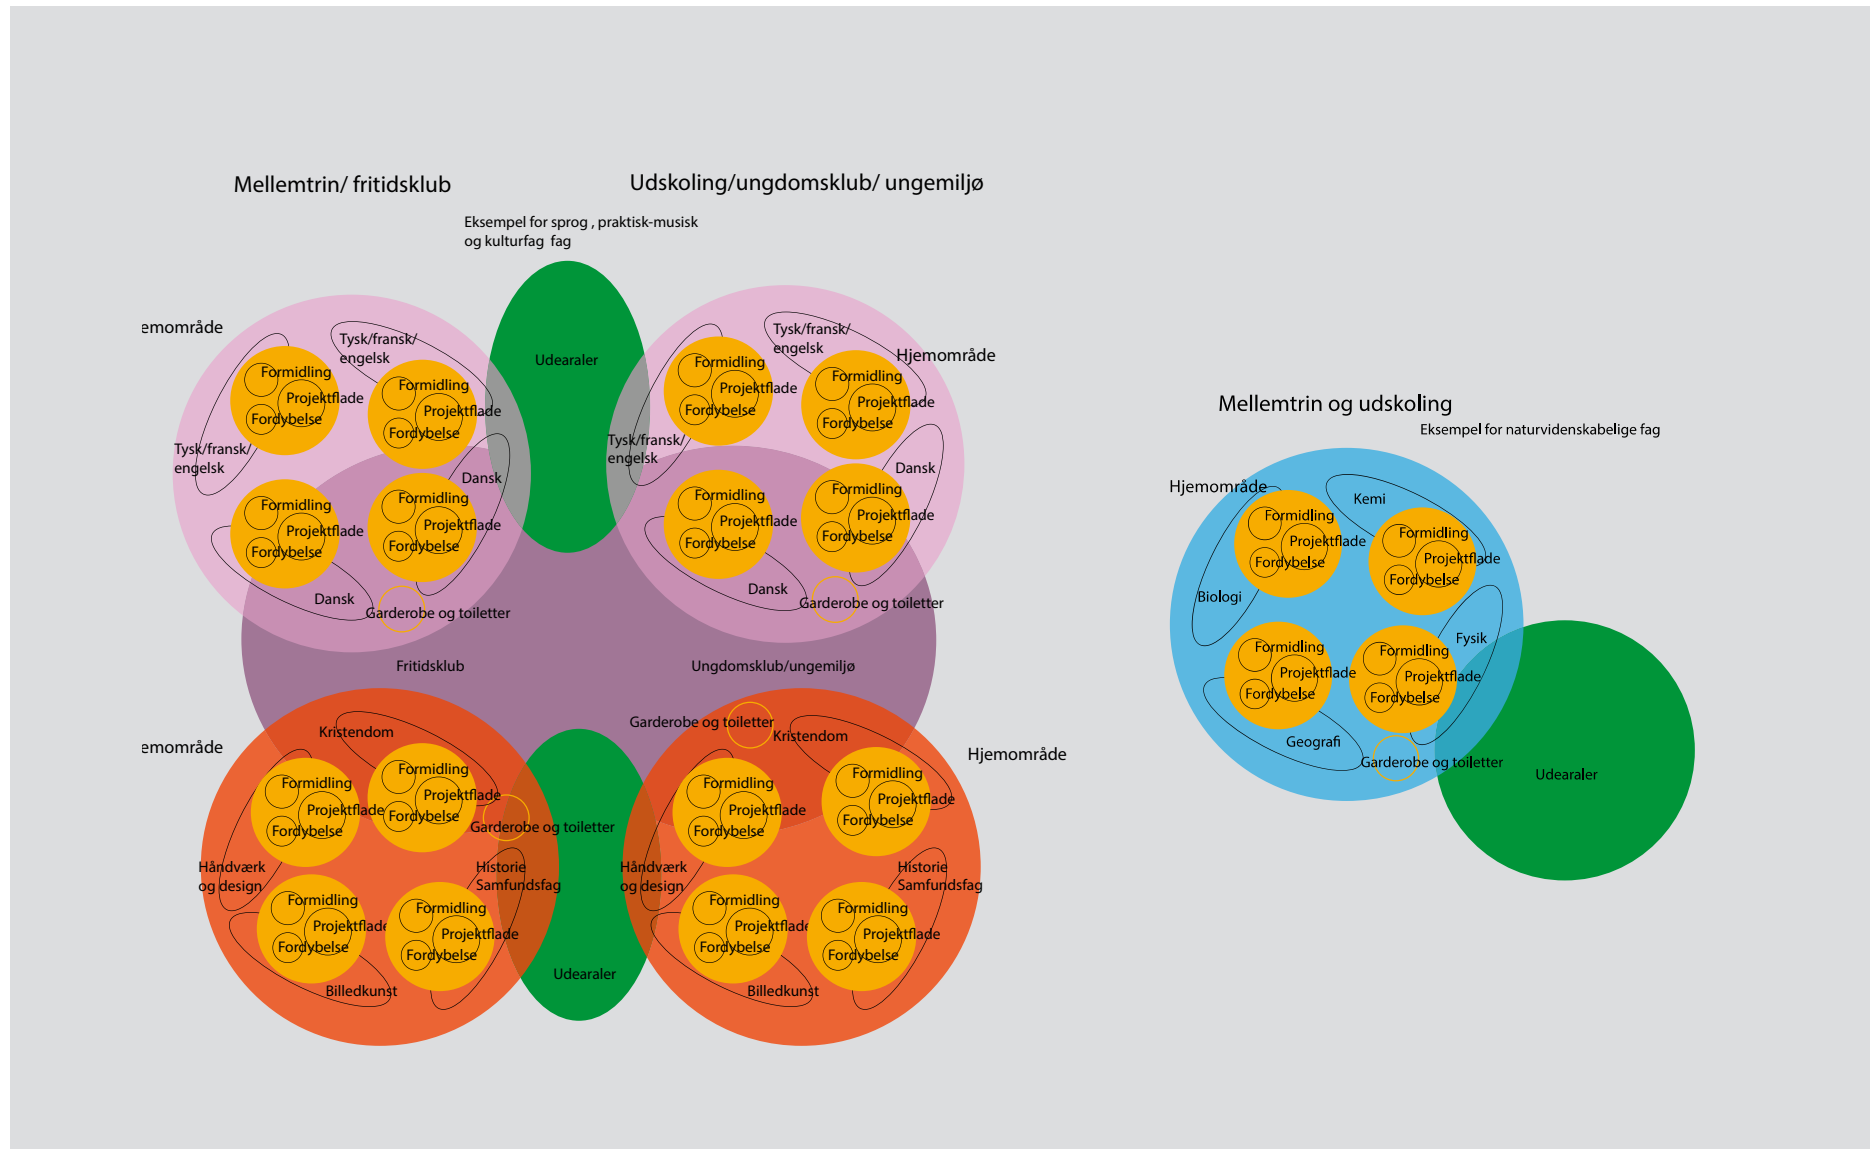 Mellemtrin/ fritidsklub
Udskoling/ungdomsklub/ ungemiljø
Eksempel for sprog , praktisk-musisk
og kulturfag  fag
emområde
Tysk/fransk/
engelsk
Formidling
Projektflade
Fordybelse
Formidling
Projektflade
Fordybelse
Tysk/fransk/
engelsk
Dansk
Formidling
Projektflade
Fordybelse
Formidling
Projektflade
Fordybelse
Dansk
Garderobe og toiletter
Udearaler
Tysk/fransk/
engelsk
Hjemområde
Formidling
Projektflade
Fordybelse
Formidling
Projektflade
Fordybelse
Tysk/fransk/
engelsk
Dansk
Formidling
Projektflade
Fordybelse
Formidling
Projektflade
Fordybelse
Dansk
Garderobe og toiletter
Fritidsklub
Ungdomsklub/ungemiljø
emområde
Kristendom
Formidling
Projektflade
Fordybelse
Formidling
Projektflade
Fordybelse
Garderobe og toiletter
Håndværk
og design
Historie
Samfundsfag
Formidling
Projektflade
Fordybelse
Formidling
Projektflade
Fordybelse
Billedkunst
Udearaler
Garderobe og toiletter
Kristendom
Hjemområde
Formidling
Projektflade
Fordybelse
Formidling
Projektflade
Fordybelse
Håndværk
og design
Historie
Samfundsfag
Formidling
Projektflade
Fordybelse
Formidling
Projektflade
Fordybelse
Billedkunst
Mellemtrin og udskoling
Eksempel for naturvidenskabelige fag
Hjemområde
Kemi
Formidling
Projektflade
Fordybelse
Formidling
Projektflade
Fordybelse
Biologi
Fysik
Formidling
Projektflade
Fordybelse
Formidling
Projektflade
Fordybelse
Geografi
Garderobe og toiletter
Udearaler